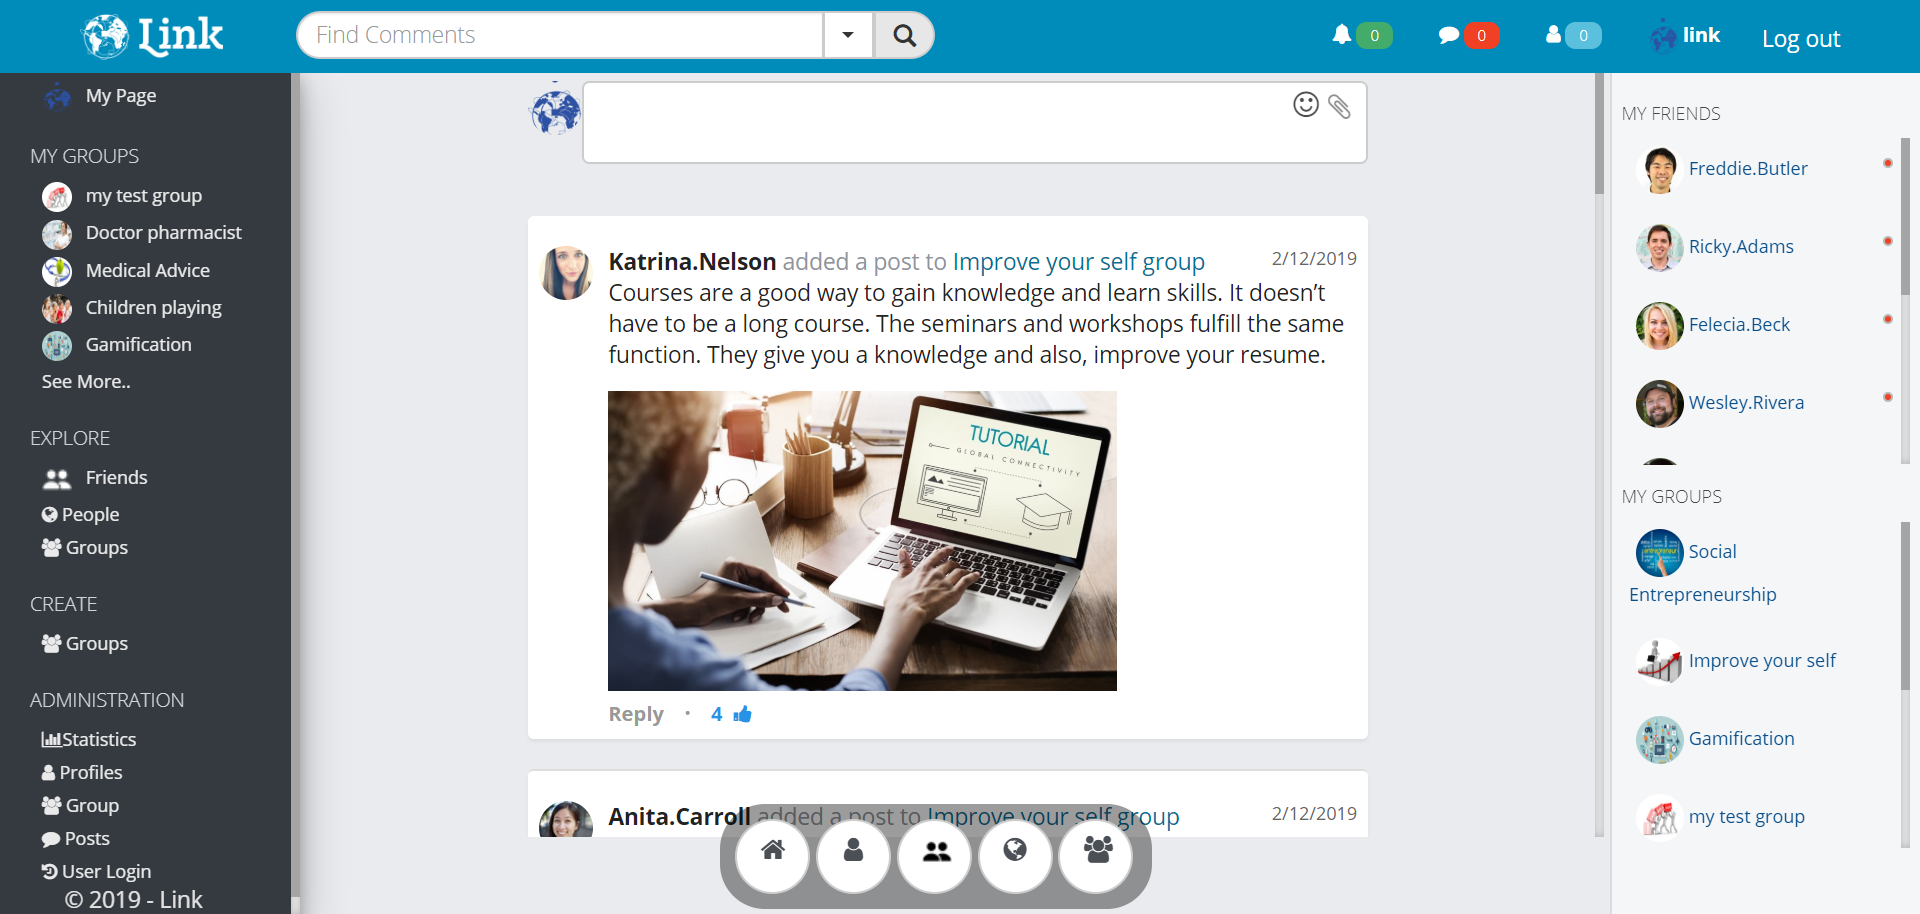 Link
Find Comments
0
0
0
link
Log out
My Page
MY GROUPS
my test group
Doctor pharmacist
Medical Advice
Children playing
Gamification
See More..
EXPLORE
Friends
People
Groups
CREATE
Groups
ADMINISTRATION
Statistics
Profiles
Group
Posts
User Login
© 2019 - Link
Katrina.Nelson added a post to Improve your self group
2/12/2019
Courses are a good way to gain knowledge and learn skills. It doesn’t
have to be a long course. The seminars and workshops fulfill the same
function. They give you a knowledge and also, improve your resume.
TUTORIAL
GLOBAL CONNECTIVITY
Reply · 4
Anita.Carroll added a post to Improve your self group
2/12/2019
MY FRIENDS
Freddie.Butler
Ricky.Adams
Felecia.Beck
Wesley.Rivera
MY GROUPS
Social
Entrepreneurship
Improve your self
Gamification
my test group